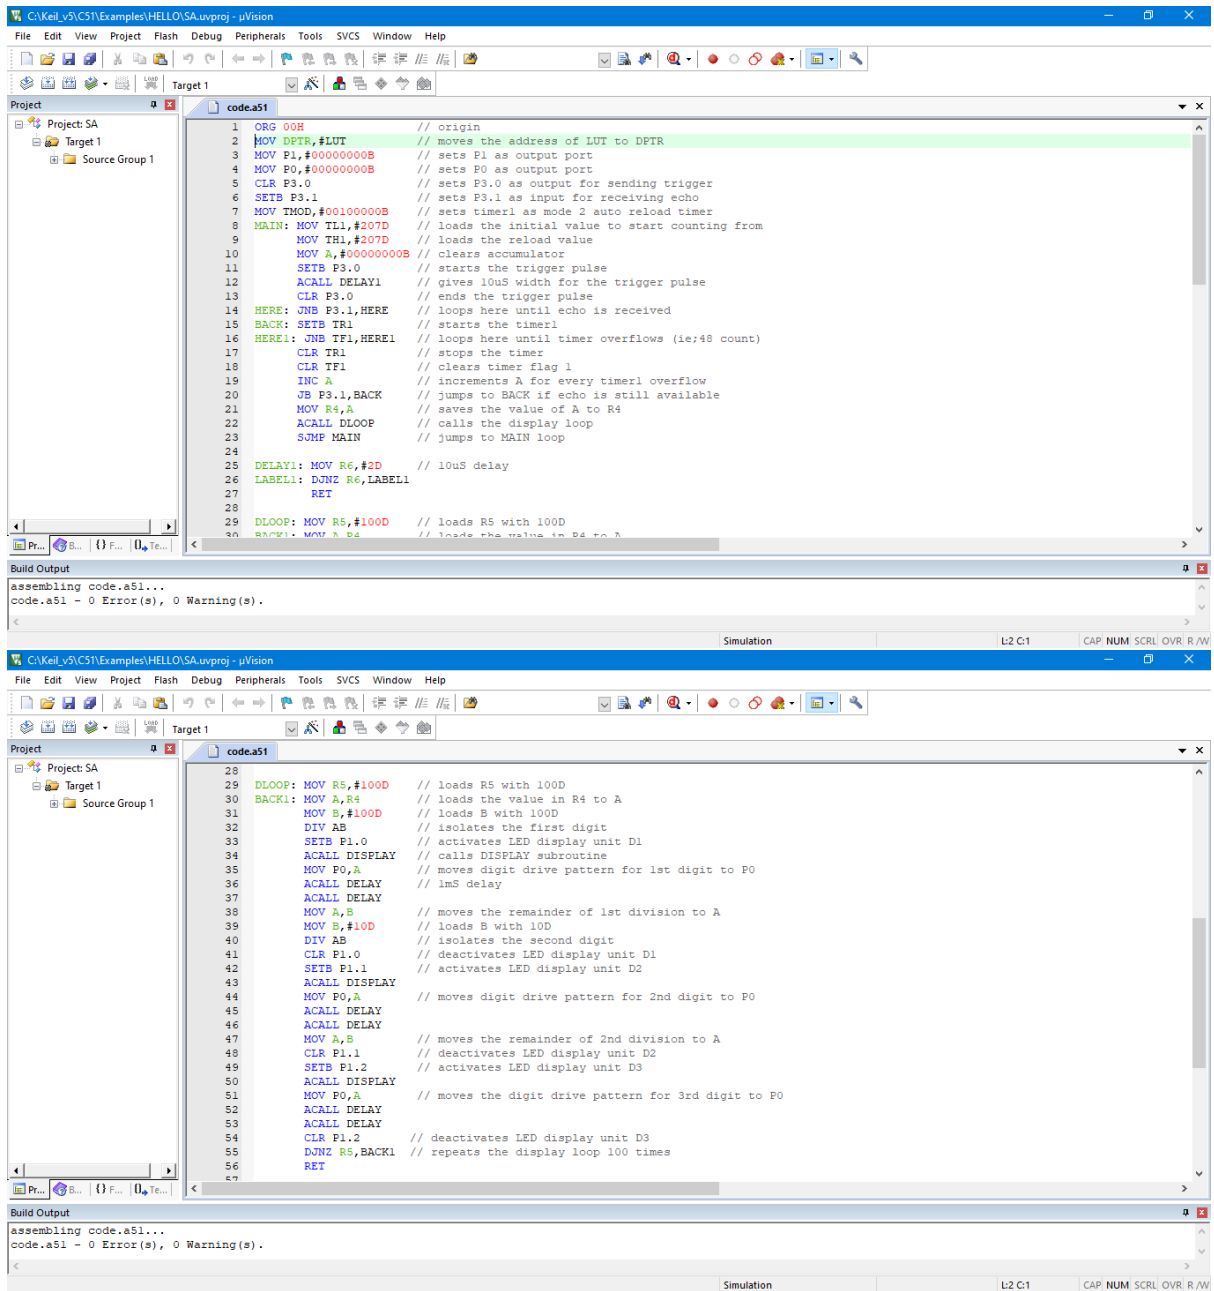 C:\Keil_v5\C51\Examples\HELLO\SA.uvproj - µVision
File Edit View Project Flash Debug Peripherals Tools SVCS Window Help
Target 1
Project
code.a51
Project: SA
Target 1
Source Group 1
1 ORG 00H // origin
2 MOV DPTR,#LUT // moves the address of LUT to DPTR
3 MOV P1,#00000000B // sets P1 as output port
4 MOV P0,#00000000B // sets P0 as output port
5 CLR P3.0 // sets P3.0 as output for sending trigger
6 SETB P3.1 // sets P3.1 as input for receiving echo
7 MOV TMOD,#00100000B // sets timer1 as mode 2 auto reload timer
8 MAIN: MOV TL1,#207D // loads the initial value to start counting from
9 MOV TH1,#207D // loads the reload value
10 MOV A,#00000000B // clears accumulator
11 SETB P3.0 // starts the trigger pulse
12 ACALL DELAY1 // gives 10uS width for the trigger pulse
13 CLR P3.0 // ends the trigger pulse
14 HERE: JNB P3.1,HERE // loops here until echo is received
15 BACK: SETB TR1 // starts the timer1
16 HERE1: JNB TF1,HERE1 // loops here until timer overflows (ie;48 count)
17 CLR TR1 // stops the timer
18 CLR TF1 // clears timer flag 1
19 INC A // increments A for every timer1 overflow
20 JB P3.1,BACK // jumps to BACK if echo is still available
21 MOV R4,A // saves the value of A to R4
22 ACALL DLOOP // calls the display loop
23 SJMP MAIN // jumps to MAIN loop
24
25 DELAY1: MOV R6,#2D // 10uS delay
26 LABEL1: DJNZ R6,LABEL1
27 RET
28
29 DLOOP: MOV R5,#100D // loads R5 with 100D
30 BACK1: MOV A,R4 // loads the value in R4 to A
Pr... B... {} F... 0 Te...
Build Output
assembling code.a51...
code.a51 - 0 Error(s), 0 Warning(s).
Simulation L:2 C:1 CAP NUM SCRL OVR R/W
C:\Keil_v5\C51\Examples\HELLO\SA.uvproj - µVision
File Edit View Project Flash Debug Peripherals Tools SVCS Window Help
Target 1
Project
code.a51
Project: SA
Target 1
Source Group 1
28
29 DLOOP: MOV R5,#100D // loads R5 with 100D
30 BACK1: MOV A,R4 // loads the value in R4 to A
31 MOV B,#100D // loads B with 100D
32 DIV AB // isolates the first digit
33 SETB P1.0 // activates LED display unit D1
34 ACALL DISPLAY // calls DISPLAY subroutine
35 MOV P0,A // moves digit drive pattern for 1st digit to P0
36 ACALL DELAY // 1mS delay
37 ACALL DELAY
38 MOV A,B // moves the remainder of 1st division to A
39 MOV B,#10D // loads B with 10D
40 DIV AB // isolates the second digit
41 CLR P1.0 // deactivates LED display unit D1
42 SETB P1.1 // activates LED display unit D2
43 ACALL DISPLAY
44 MOV P0,A // moves digit drive pattern for 2nd digit to P0
45 ACALL DELAY
46 ACALL DELAY
47 MOV A,B // moves the remainder of 2nd division to A
48 CLR P1.1 // deactivates LED display unit D2
49 SETB P1.2 // activates LED display unit D3
50 ACALL DISPLAY
51 MOV P0,A // moves the digit drive pattern for 3rd digit to P0
52 ACALL DELAY
53 ACALL DELAY
54 CLR P1.2 // deactivates LED display unit D3
55 DJNZ R5,BACK1 // repeats the display loop 100 times
56 RET
57
Pr... B... {} F... 0 Te...
Build Output
assembling code.a51...
code.a51 - 0 Error(s), 0 Warning(s).
Simulation L:2 C:1 CAP NUM SCRL OVR R/W